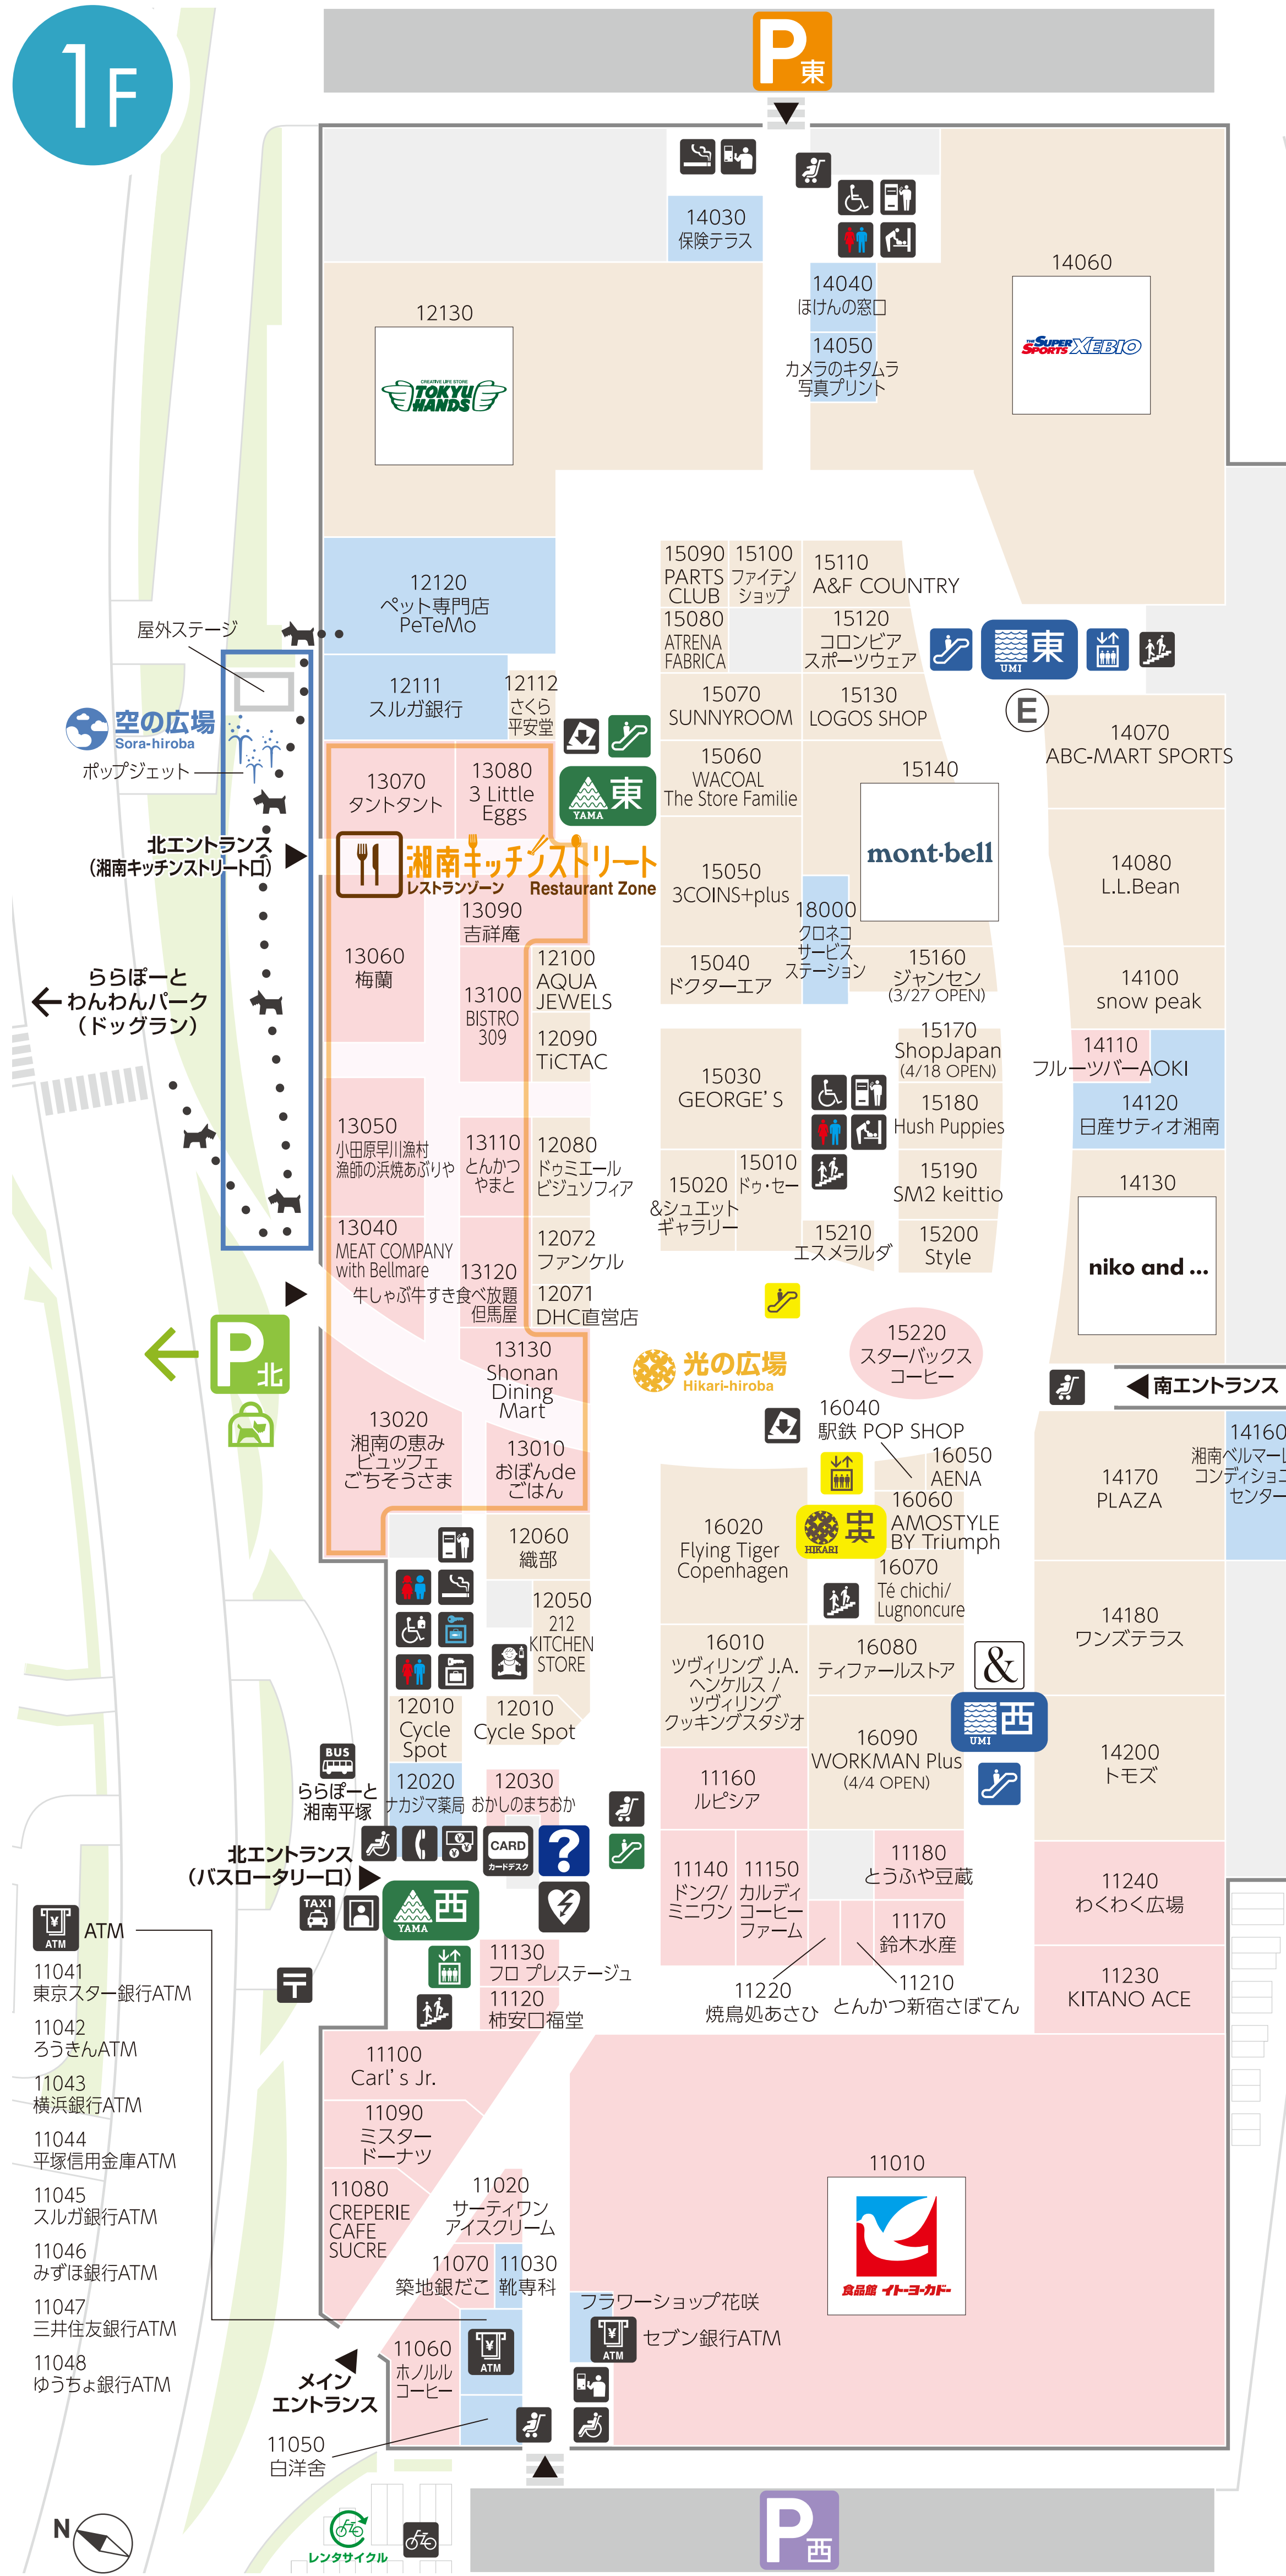 1F
P東
14030
保険テラス
14040
ほけんの窓口
14050
カメラのキタムラ
写真プリント
14060
THE SUPER SPORTS XEBIO
12130
CREATIVE LIFE STORE
TOKYU HANDS
12120
ペット専門店
PeTeMo
屋外ステージ
12111
スルガ銀行
12112
さくら
平安堂
空の広場
Sora-hiroba
ポップジェット
15090
PARTS
CLUB
15100
ファイテン
ショップ
15110
A&F COUNTRY
15080
ATRENA
FABRICA
15120
コロンビア
スポーツウェア
UMI 東
E
15070
SUNNYROOM
15130
LOGOS SHOP
14070
ABC-MART SPORTS
13070
タントタント
13080
3 Little
Eggs
YAMA 東
15060
WACOAL
The Store Familie
15140
mont·bell
北エントランス
(湘南キッチンストリート口)
湘南キッチンストリート
レストランゾーン Restaurant Zone
15050
3COINS+plus
14080
L.L.Bean
13090
吉祥庵
18000
クロネコ
サービス
ステーション
13060
梅蘭
12100
AQUA
JEWELS
15040
ドクターエア
15160
ジャンセン
(3/27 OPEN)
14100
snow peak
ららぽーと
わんわんパーク
(ドッグラン)
13100
BISTRO
309
12090
TiCTAC
15030
GEORGE'S
15170
ShopJapan
(4/18 OPEN)
14110
フルーツバーAOKI
14120
日産サティオ湘南
15180
Hush Puppies
13050
小田原早川漁村
漁師の浜焼あぶりや
13110
とんかつ
やまと
12080
ドゥミエール
ビジュソフィア
15020
&シュエット
ギャラリー
15010
ドゥ・セー
15190
SM2 keittio
14130
niko and ...
13040
MEAT COMPANY
with Bellmare
12072
ファンケル
15210
エスメラルダ
15200
Style
13120
牛しゃぶ牛すき食べ放題
但馬屋
12071
DHC直営店
P北
13130
Shonan
Dining
Mart
光の広場
Hikari-hiroba
15220
スターバックス
コーヒー
南エントランス
13020
湘南の恵み
ビュッフェ
ごちそうさま
13010
おぼんde
ごはん
16040
駅鉄 POP SHOP
16050
AENA
14160
湘南ベルマーレ
コンディショニ
センター
14170
PLAZA
16020
Flying Tiger
Copenhagen
HIKARI 中央
16060
AMOSTYLE
BY Triumph
16070
Té chichi/
Lugnoncure
12060
織部
12050
212
KITCHEN
STORE
16010
ツヴィリング J.A.
ヘンケルス /
ツヴィリング
クッキングスタジオ
16080
ティファールストア
&
14180
ワンズテラス
12010
Cycle
Spot
12010
Cycle Spot
UMI 西
16090
WORKMAN Plus
(4/4 OPEN)
14200
トモズ
BUS
ららぽーと
湘南平塚
12020
ナカジマ薬局
12030
おかしのまちおか
11160
ルピシア
CARD
カードデスク
?
北エントランス
(バスロータリー口)
11140
ドンク/
ミニワン
11150
カルディ
コーヒー
ファーム
11180
とうふや豆蔵
11240
わくわく広場
TAXI
YAMA 西
11170
鈴木水産
ATM
ATM
11041
東京スター銀行ATM
11042
ろうきんATM
11043
横浜銀行ATM
11044
平塚信用金庫ATM
11045
スルガ銀行ATM
11046
みずほ銀行ATM
11047
三井住友銀行ATM
11048
ゆうちょ銀行ATM
11130
フロ プレステージュ
11120
柿安口福堂
11220
焼鳥処あさひ
11210
とんかつ新宿さぼてん
11230
KITANO ACE
11100
Carl's Jr.
11090
ミスター
ドーナツ
11080
CREPERIE
CAFE
SUCRE
11020
サーティワン
アイスクリーム
11010
食品館 イトーヨーカドー
11070
築地銀だこ
11030
靴専科
フラワーショップ花咲
ATM
セブン銀行ATM
11060
ホノルル
コーヒー
ATM
メイン
エントランス
11050
白洋舍
N
レンタサイクル
P西